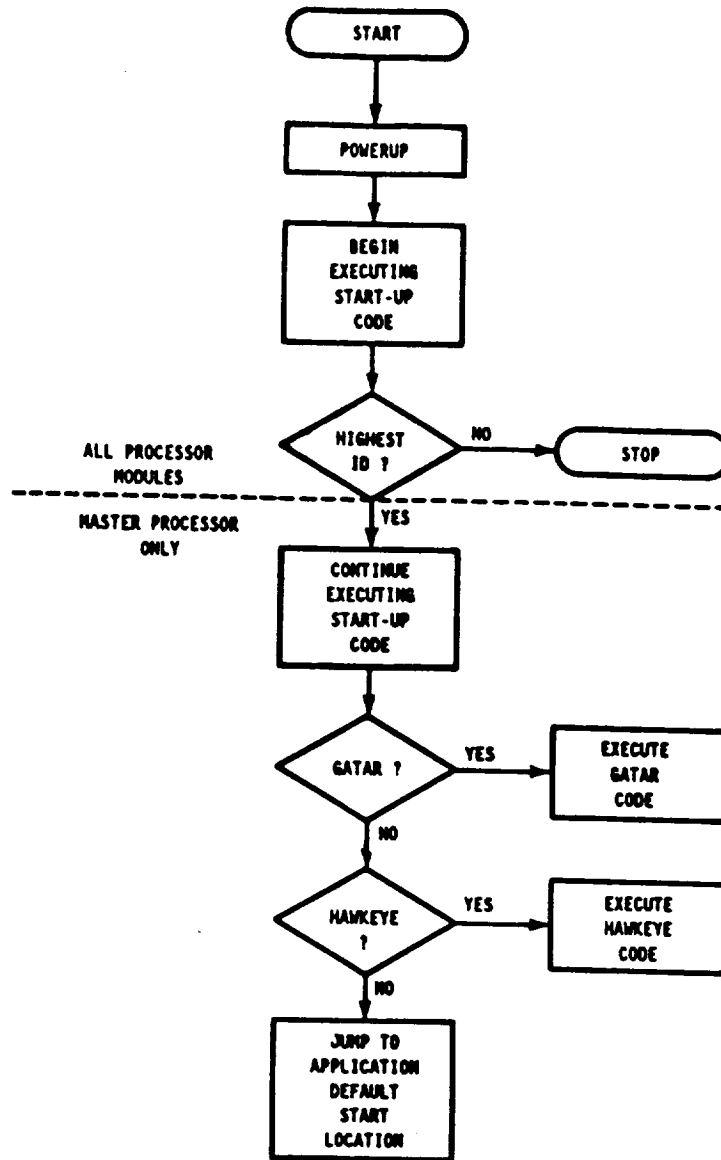 START
POWERUP
BEGIN
EXECUTING
START-UP
CODE
HIGHEST
ID ?
NO
STOP
ALL PROCESSOR
MODULES
MASTER PROCESSOR
ONLY
YES
CONTINUE
EXECUTING
START-UP
CODE
GATAR ?
YES
EXECUTE
GATAR
CODE
NO
HAWKEYE
?
YES
EXECUTE
HAWKEYE
CODE
NO
JUMP TO
APPLICATION
DEFAULT
START
LOCATION